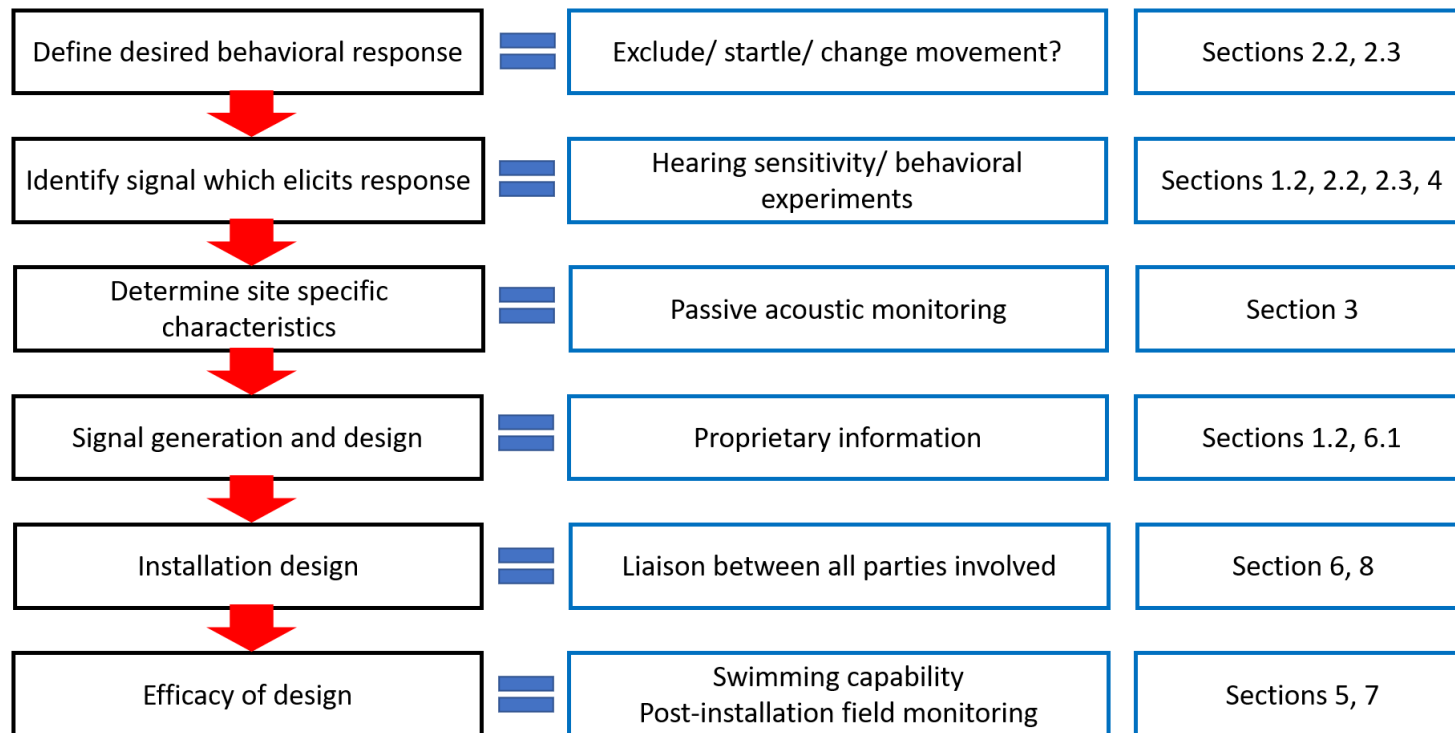 Define desired behavioral response
Exclude/ startle/ change movement?
Sections 2.2, 2.3
Identify signal which elicits response
Hearing sensitivity/ behavioral
experiments
Sections 1.2, 2.2, 2.3, 4
Determine site specific
characteristics
Passive acoustic monitoring
Section 3
Signal generation and design
Proprietary information
Sections 1.2, 6.1
Installation design
Liaison between all parties involved
Section 6, 8
Efficacy of design
Swimming capability
Post-installation field monitoring
Sections 5, 7